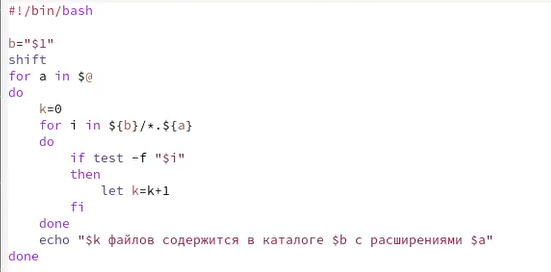 #!/bin/bash

b="$1"
shift
for a in $@
do
    k=0
    for i in ${b}/*.${a}
    do
        if test -f "$i"
        then
            let k=k+1
        fi
    done
    echo "$k файлов содержится в каталоге $b с расширениями $a"
done